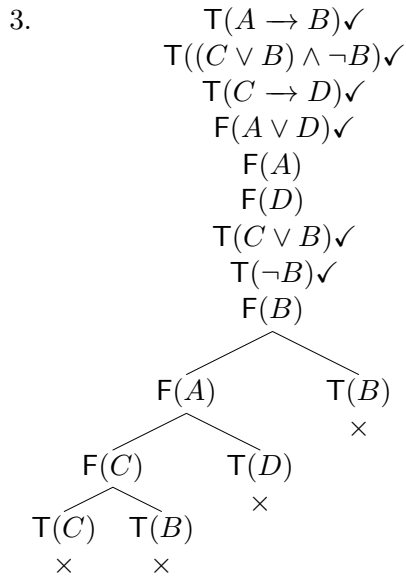 3.
T(A → B)✓
T((C ∨ B) ∧ ¬B)✓
T(C → D)✓
F(A ∨ D)✓
F(A)
F(D)
T(C ∨ B)✓
T(¬B)✓
F(B)
F(A) T(B)
×
F(C) T(D)
×
T(C) T(B)
× ×